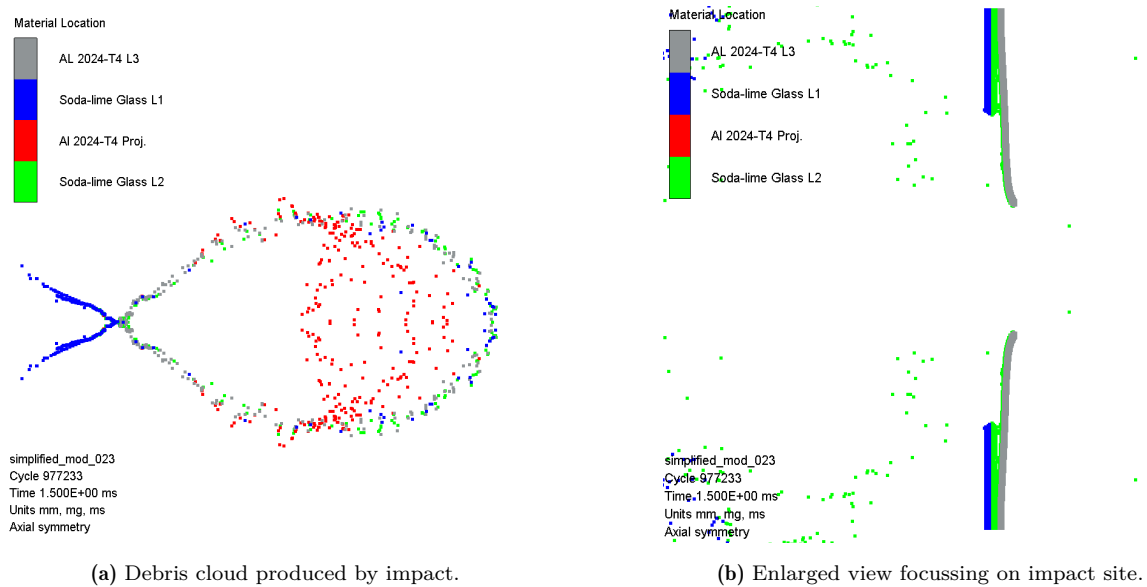 Material Location
AL 2024-T4 L3
Soda-lime Glass L1
Al 2024-T4 Proj.
Soda-lime Glass L2
simplified_mod_023
Cycle 977233
Time 1.500E+00 ms
Units mm, mg, ms
Axial symmetry
(a) Debris cloud produced by impact.
Material Location
AL 2024-T4 L3
Soda-lime Glass L1
Al 2024-T4 Proj.
Soda-lime Glass L2
simplified_mod_023
Cycle 977233
Time 1.500E+00 ms
Units mm, mg, ms
Axial symmetry
(b) Enlarged view focussing on impact site.